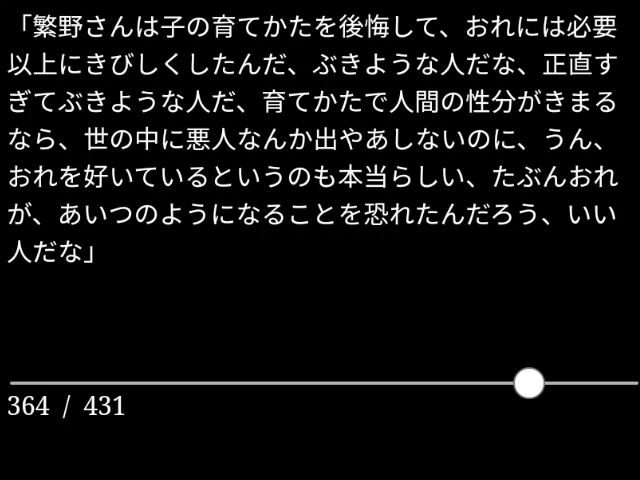 「繁野さんは子の育てかたを後悔して、おれには必要
以上にきびしくしたんだ、ぶきような人だな、正直す
ぎてぶきような人だ、育てかたで人間の性分がきまる
なら、世の中に悪人なんか出やあしないのに、うん、
おれを好いているというのも本当らしい、たぶんおれ
が、あいつのようになることを恐れたんだろう、いい
人だな」
364 / 431